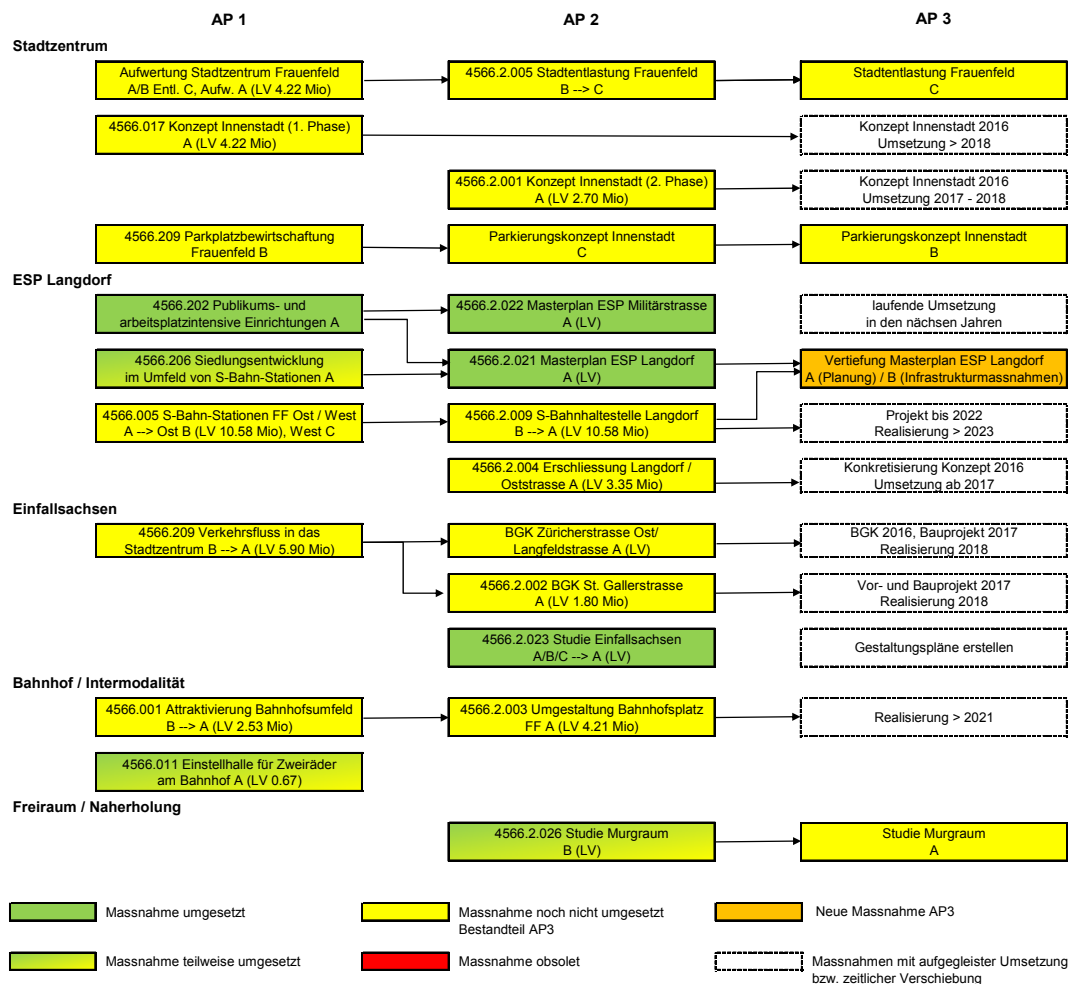 AP 1
AP 2
AP 3
Stadtzentrum
Aufwertung Stadtzentrum Frauenfeld
A/B Entl. C, Aufw. A (LV 4.22 Mio)
4566.2.005 Stadtentlastung Frauenfeld
B --> C
Stadtentlastung Frauenfeld
C
4566.017 Konzept Innenstadt (1. Phase)
A (LV 4.22 Mio)
Konzept Innenstadt 2016
Umsetzung > 2018
4566.2.001 Konzept Innenstadt (2. Phase)
A (LV 2.70 Mio)
Konzept Innenstadt 2016
Umsetzung 2017 - 2018
4566.209 Parkplatzbewirtschaftung
Frauenfeld B
Parkierungskonzept Innenstadt
C
Parkierungskonzept Innenstadt
B
ESP Langdorf
4566.202 Publikums- und
arbeitsplatzintensive Einrichtungen A
4566.2.022 Masterplan ESP Militärstrasse
A (LV)
laufende Umsetzung
in den nächsen Jahren
4566.206 Siedlungsentwicklung
im Umfeld von S-Bahn-Stationen A
4566.2.021 Masterplan ESP Langdorf
A (LV)
Vertiefung Masterplan ESP Langdorf
A (Planung) / B (Infrastrukturmassnahmen)
4566.005 S-Bahn-Stationen FF Ost / West
A --> Ost B (LV 10.58 Mio), West C
4566.2.009 S-Bahnhaltestelle Langdorf
B --> A (LV 10.58 Mio)
Projekt bis 2022
Realisierung > 2023
4566.2.004 Erschliessung Langdorf /
Oststrasse A (LV 3.35 Mio)
Konkretisierung Konzept 2016
Umsetzung ab 2017
Einfallsachsen
4566.209 Verkehrsfluss in das
Stadtzentrum B --> A (LV 5.90 Mio)
BGK Züricherstrasse Ost/
Langfeldstrasse A (LV)
BGK 2016, Bauprojekt 2017
Realisierung 2018
4566.2.002 BGK St. Gallerstrasse
A (LV 1.80 Mio)
Vor- und Bauprojekt 2017
Realisierung 2018
4566.2.023 Studie Einfallsachsen
A/B/C --> A (LV)
Gestaltungspläne erstellen
Bahnhof / Intermodalität
4566.001 Attraktivierung Bahnhofsumfeld
B --> A (LV 2.53 Mio)
4566.2.003 Umgestaltung Bahnhofsplatz
FF A (LV 4.21 Mio)
Realisierung > 2021
4566.011 Einstellhalle für Zweiräder
am Bahnhof A (LV 0.67)
Freiraum / Naherholung
4566.2.026 Studie Murgraum
B (LV)
Studie Murgraum
A
Massnahme umgesetzt
Massnahme noch nicht umgesetzt
Bestandteil AP3
Neue Massnahme AP3
Massnahme teilweise umgesetzt
Massnahme obsolet
Massnahmen mit aufgegleister Umsetzung
bzw. zeitlicher Verschiebung